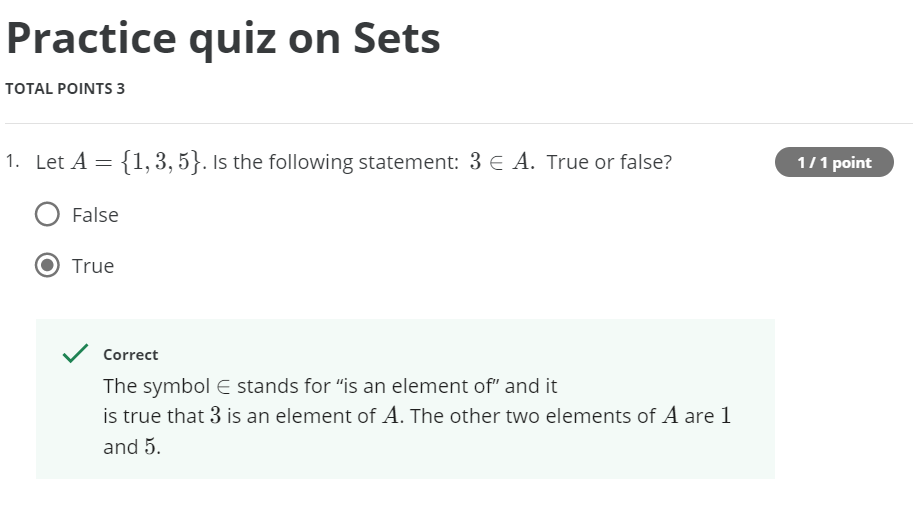 Practice quiz on Sets
TOTAL POINTS 3
1. Let A = {1, 3, 5}. Is the following statement: 3 ∈ A. True or false?
1 / 1 point
False
True
Correct
The symbol ∈ stands for “is an element of” and it
is true that 3 is an element of A. The other two elements of A are 1
and 5.